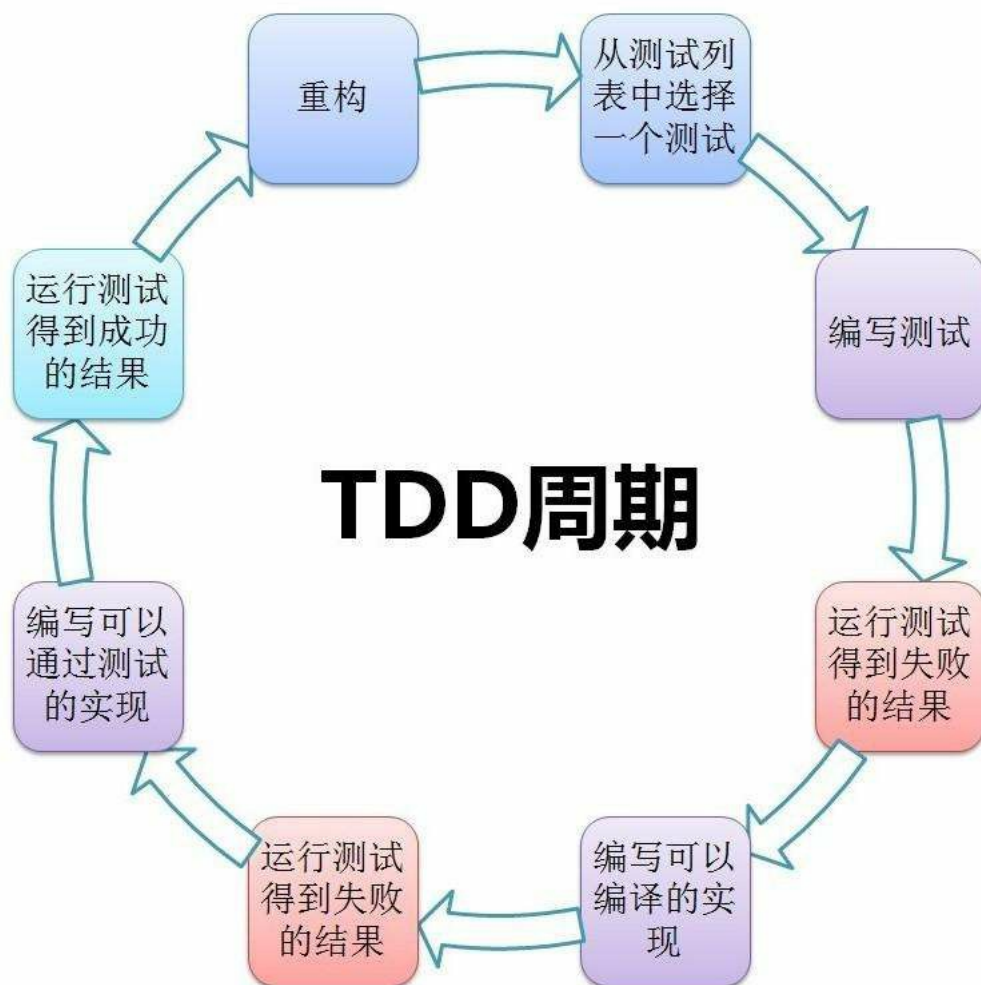 重构
从测试列
表中选择
一个测试
编写测试
运行测试
得到失败
的结果
编写可以
编译的实
现
运行测试
得到失败
的结果
编写可以
通过测试
的实现
运行测试
得到成功
的结果
TDD周期